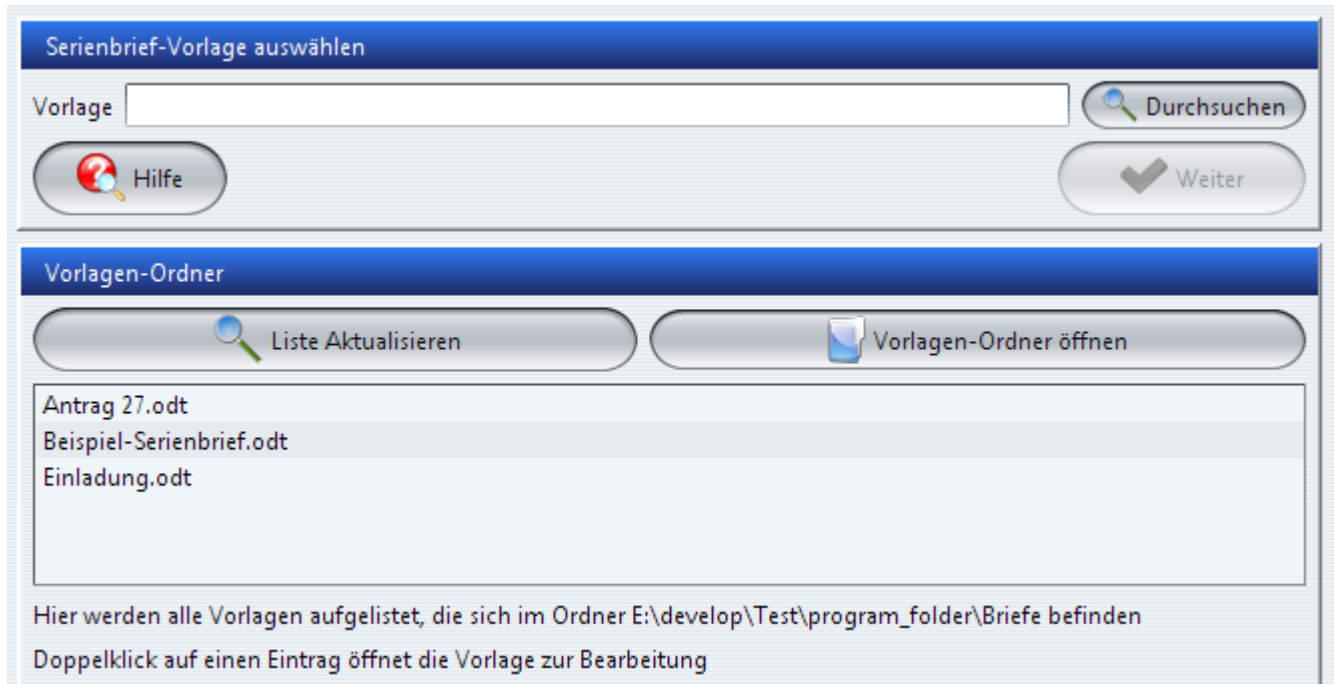 Serienbrief-Vorlage auswählen
Vorlage
Durchsuchen
Hilfe
Weiter
Vorlagen-Ordner
Liste Aktualisieren
Vorlagen-Ordner öffnen
Antrag 27.odt
Beispiel-Serienbrief.odt
Einladung.odt
Hier werden alle Vorlagen aufgelistet, die sich im Ordner E:\develop\Test\program_folder\Briefe befinden
Doppelklick auf einen Eintrag öffnet die Vorlage zur Bearbeitung